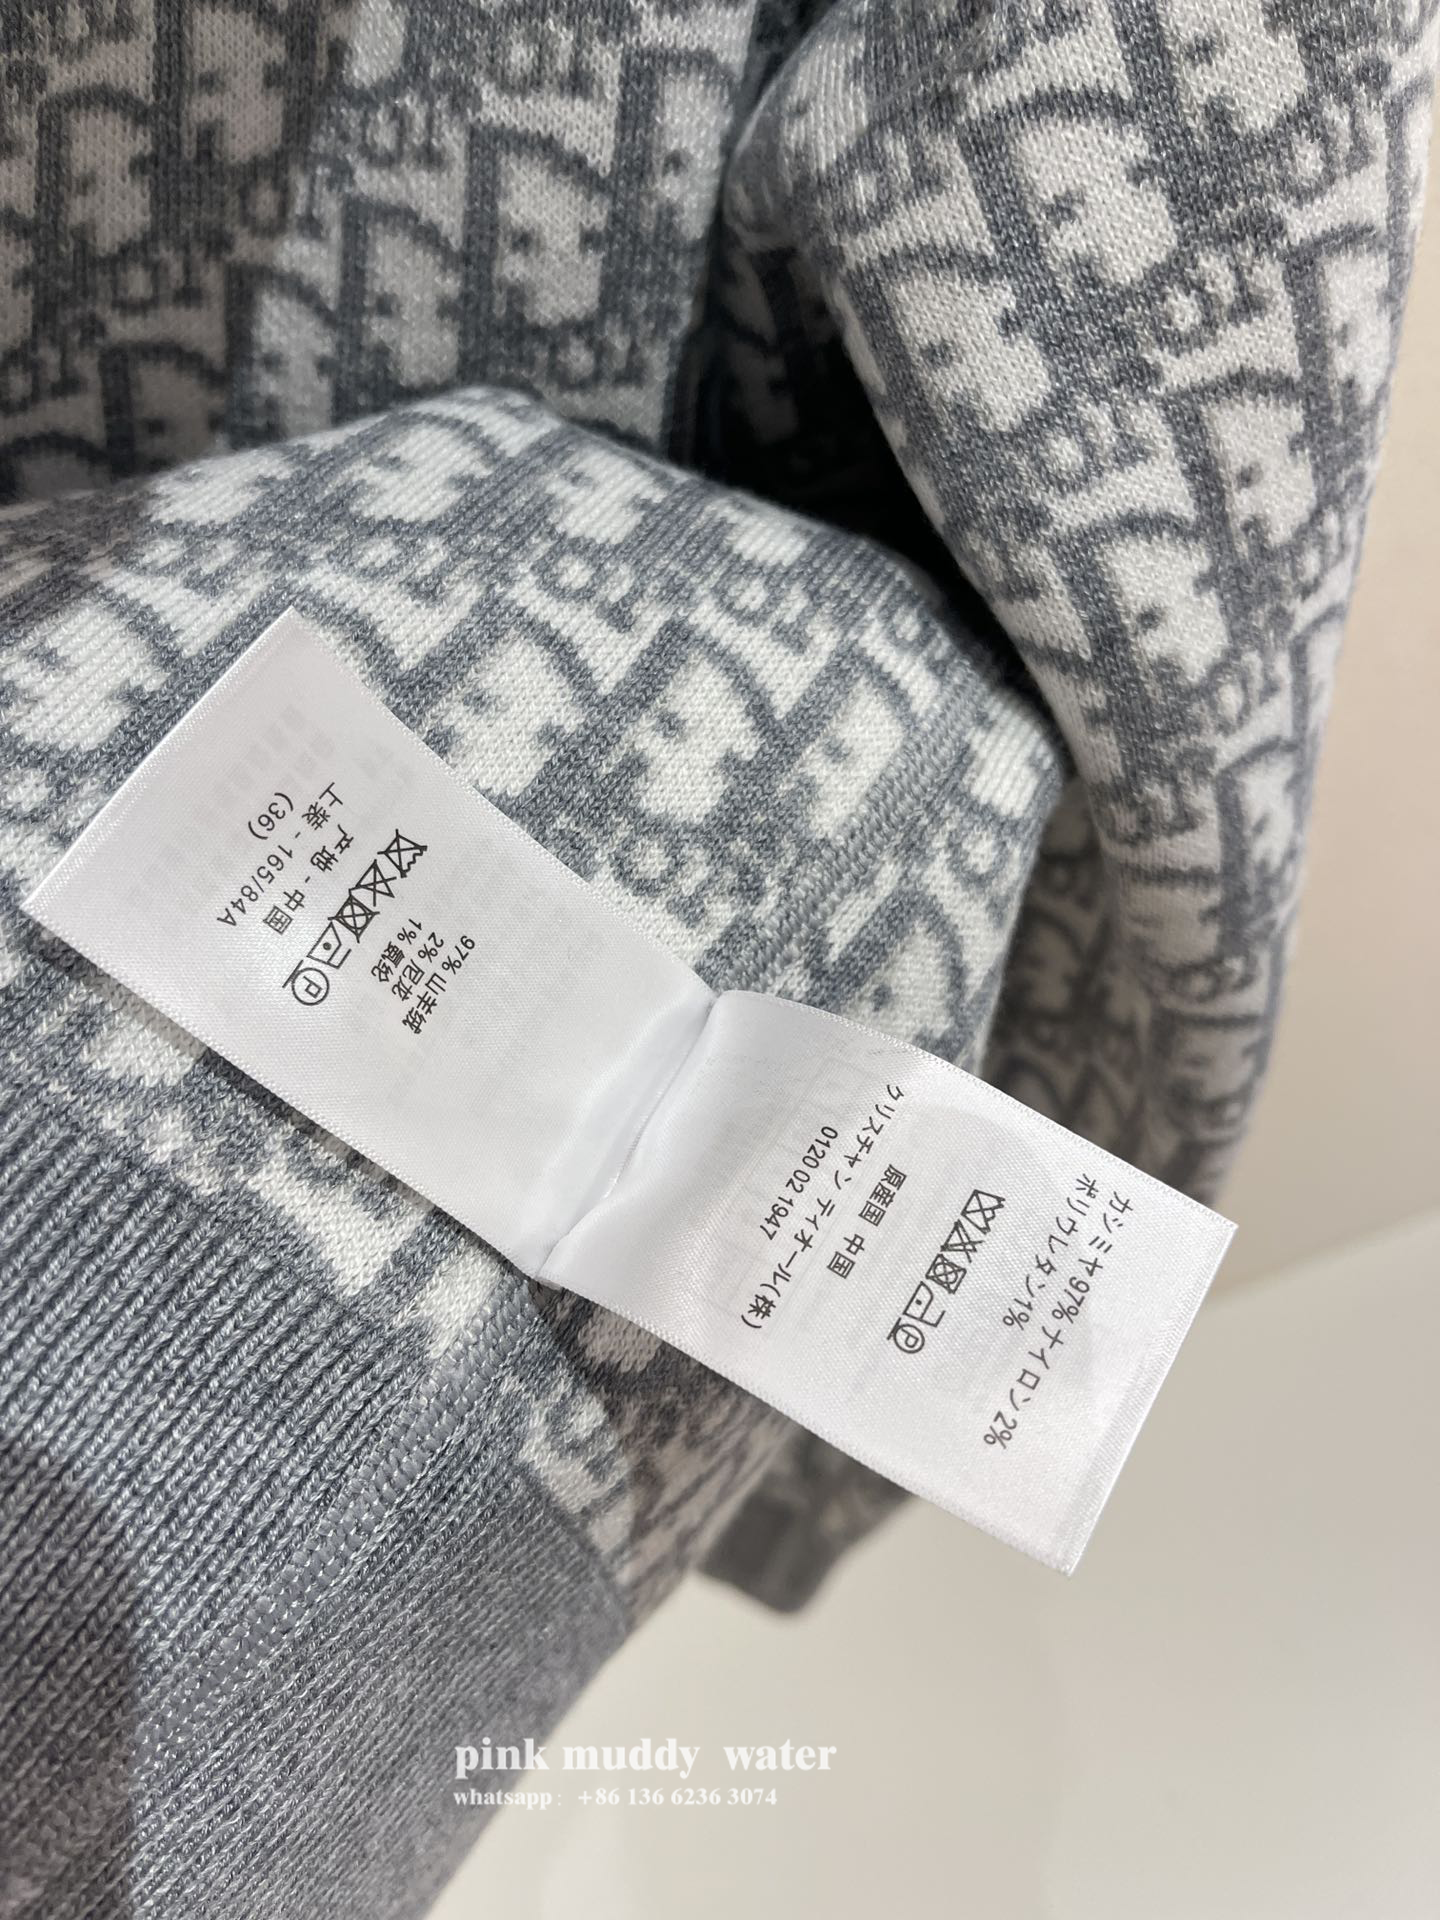 上装 - 165/84A
(36)
产地 - 中国
97% 山羊绒
2% 尼龙
1% 氨纶
カシミヤ97% ナイロン2%
ポリウレタン1%
原産国 中国
クリスチャン ディオール(株)
0120 02 1947
pink muddy water
whatsapp： +86 136 6236 3074